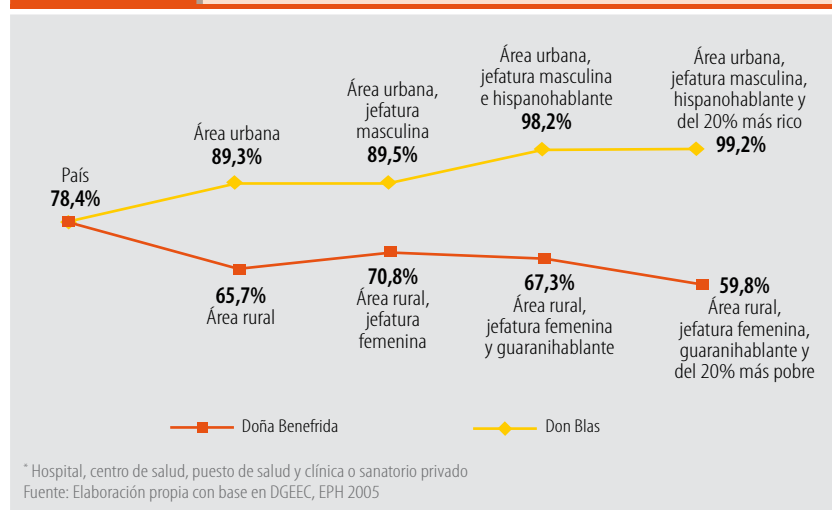 Área urbana,
jefatura masculina
e hispanohablante
98,2%
Área urbana,
jefatura masculina,
hispanohablante y
del 20% más rico
99,2%
Área urbana,
jefatura
masculina
89,5%
Área urbana
89,3%
País
78,4%
65,7%
Área rural
70,8%
Área rural,
jefatura
femenina
67,3%
Área rural,
jefatura femenina
y guaranihablante
59,8%
Área rural,
jefatura femenina,
guaranihablante y
del 20% más pobre
Doña Benefrida
Don Blas
* Hospital, centro de salud, puesto de salud y clínica o sanatorio privado
Fuente: Elaboración propia con base en DGEEC, EPH 2005